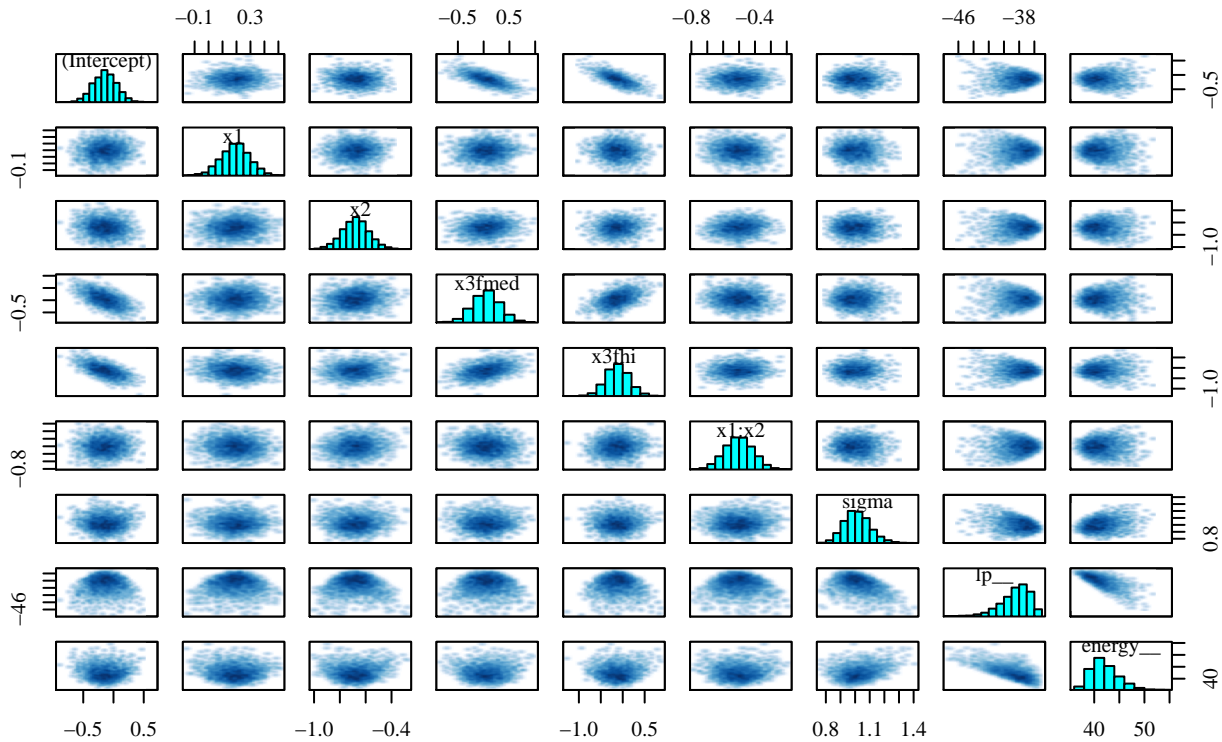 −0.1 0.3 −0.5 0.5 −0.8 −0.4 −46 −38
(Intercept)
−0.5
x1
−0.1
x2
−1.0
x3fmed
−0.5
x3fhi
−1.0
x1:x2
−0.8
sigma
0.8
lp__
−46
energy__
40
−0.5 0.5 −1.0 −0.4 −1.0 0.5 0.8 1.1 1.4 40 50